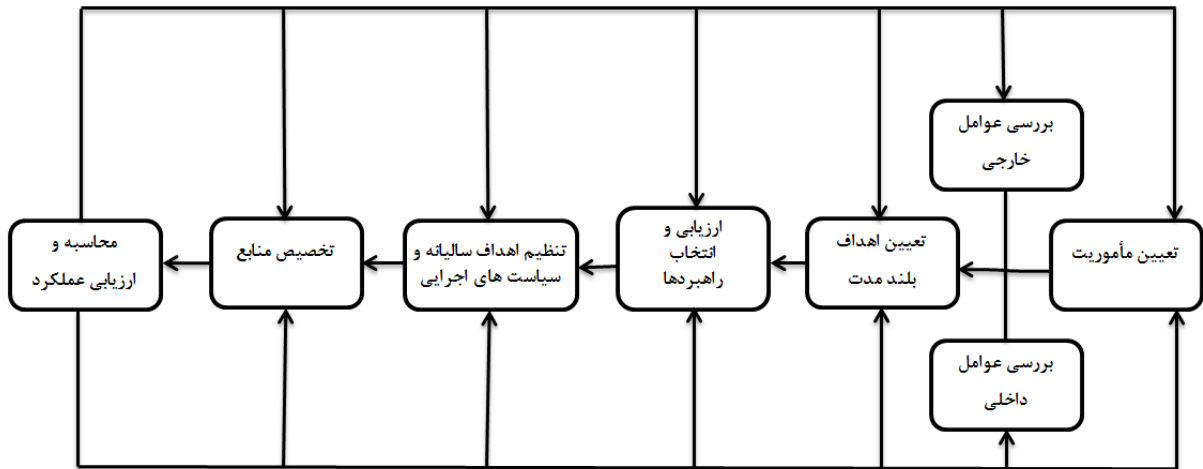 بررسی عوامل
خارجی
تعیین مأموریت
تعیین اهداف
بلند مدت
ارزیابی و
انتخاب
راهبردها
تنظیم اهداف سالیانه و
سیاست های اجرایی
تخصیص منابع
محاسبه و
ارزیابی عملکرد
بررسی عوامل
داخلی